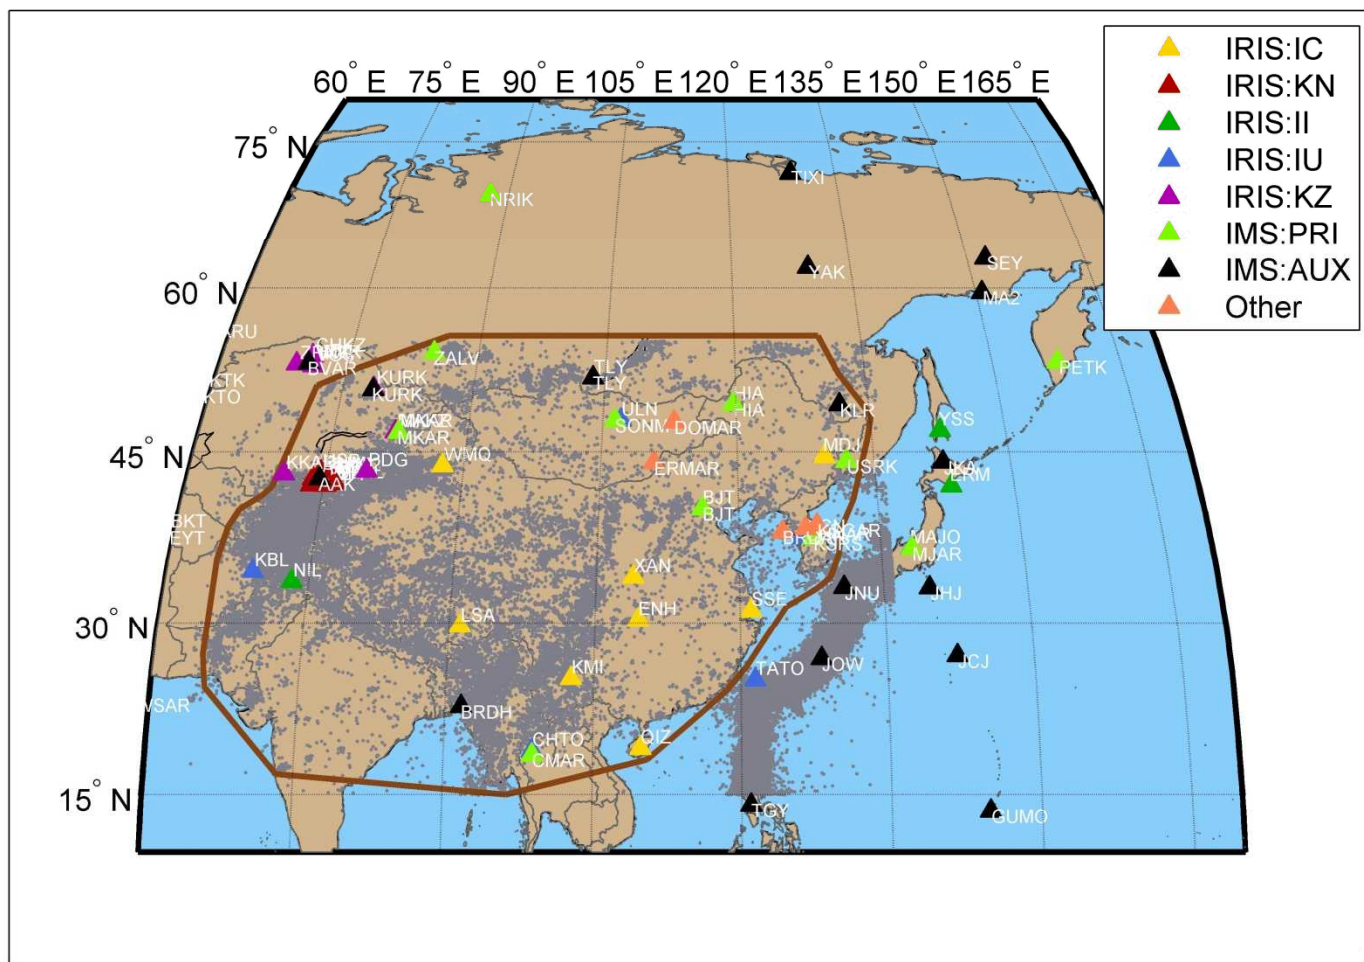 60° E 75° E 90° E 105° E 120° E 135° E 150° E 165° E
75° N
60° N
45° N
30° N
15° N
IRIS:IC
IRIS:KN
IRIS:II
IRIS:IU
IRIS:KZ
IMS:PRI
IMS:AUX
Other
TIXI
NRIK
SEY
YAK
MA2
ARU
CHKZ
BVAR
ZALV
PETK
TLY
TLY
KTK
KTO
KURK
KURK
HIA
HIA
KLR
ULN
SONM
DOMAR
YSS
MKAR
MDJ
USRK
WMQ
ERMAR
PDG
JKA
ERM
AAK
BJT
BJT
BKT
EYT
KSRS
MAJO
MJAR
KBL
NIL
XAN
JNU
JHJ
SSE
ENH
LSA
JOW
JCJ
KMI
TATO
WSAR
BRDH
QIZ
CHTO
CMAR
TGY
GUMO